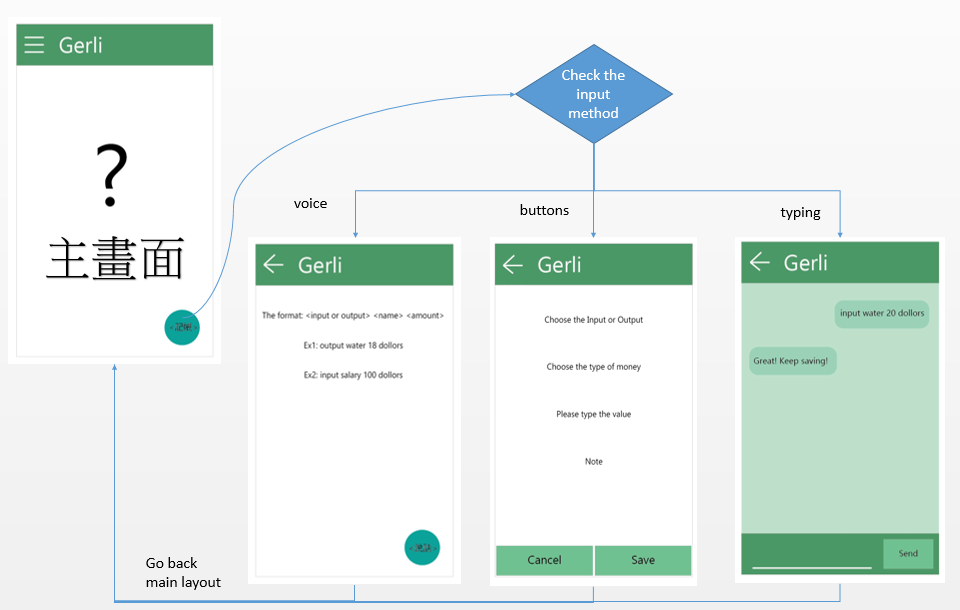 Gerli
?
主畫面
Check the
input
method
voice
buttons
typing
Gerli
The format: <input or output> <name> <amount>
Ex1: output water 18 dollors
Ex2: input salary 100 dollors
Gerli
Choose the Input or Output
Choose the type of money
Please type the value
Note
Cancel
Save
Gerli
input water 20 dollors
Great! Keep saving!
Send
Go back
main layout